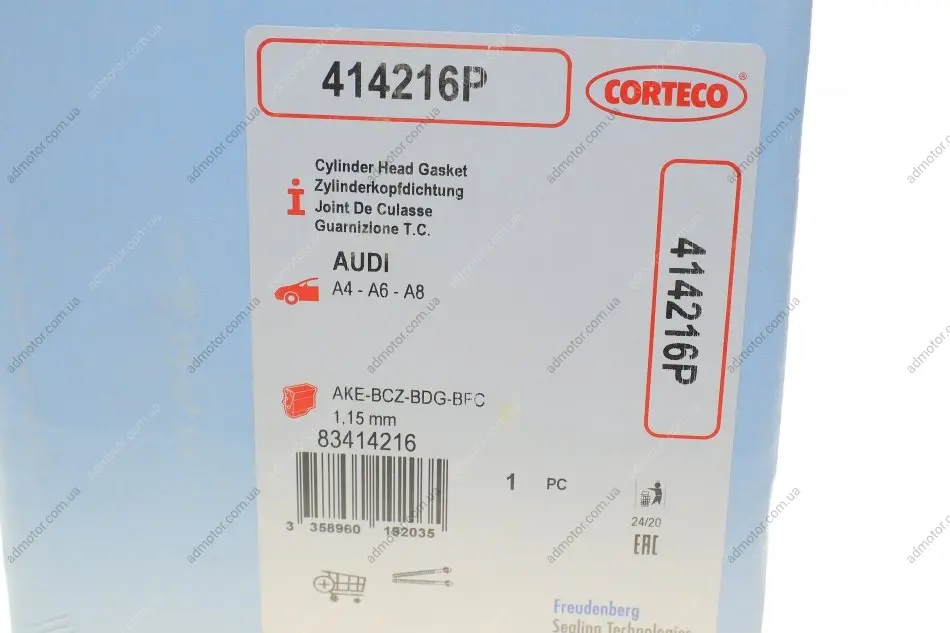 414216P
CORTECO®
Cylinder Head Gasket
Zylinderkopfdichtung
Joint De Culasse
Guarnizione T.C.
AUDI
A4 - A6 - A8
414216P
AKE-BCZ-BDG-BFC
1,15 mm
83414216
1 PC
3 358960 192035
24/20
EAC
Freudenberg
Sealing Technologies
admotor.com.ua